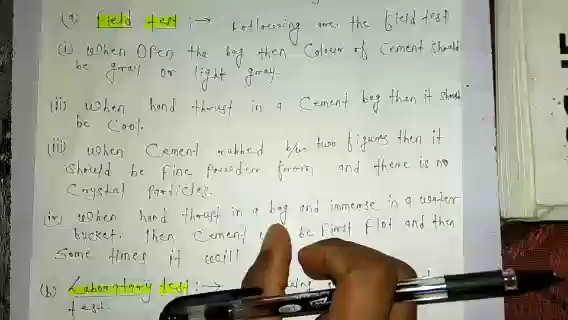 (a) Field test :→ Following are the field test
(i) When Open the bag then Colour of Cement should
be gray or light gray.
(ii) When hand thrust in a Cement bag then it should
be Cool.
(iii) When Cement rubbed b/w two figures then it
should be fine powder from and there is no
Crystal Particles.
(iv) When hand thrust in a bag and immerse in a water
bucket. Then Cement be first flot and then
Some times it will
(b) Laboratary test :→
test.